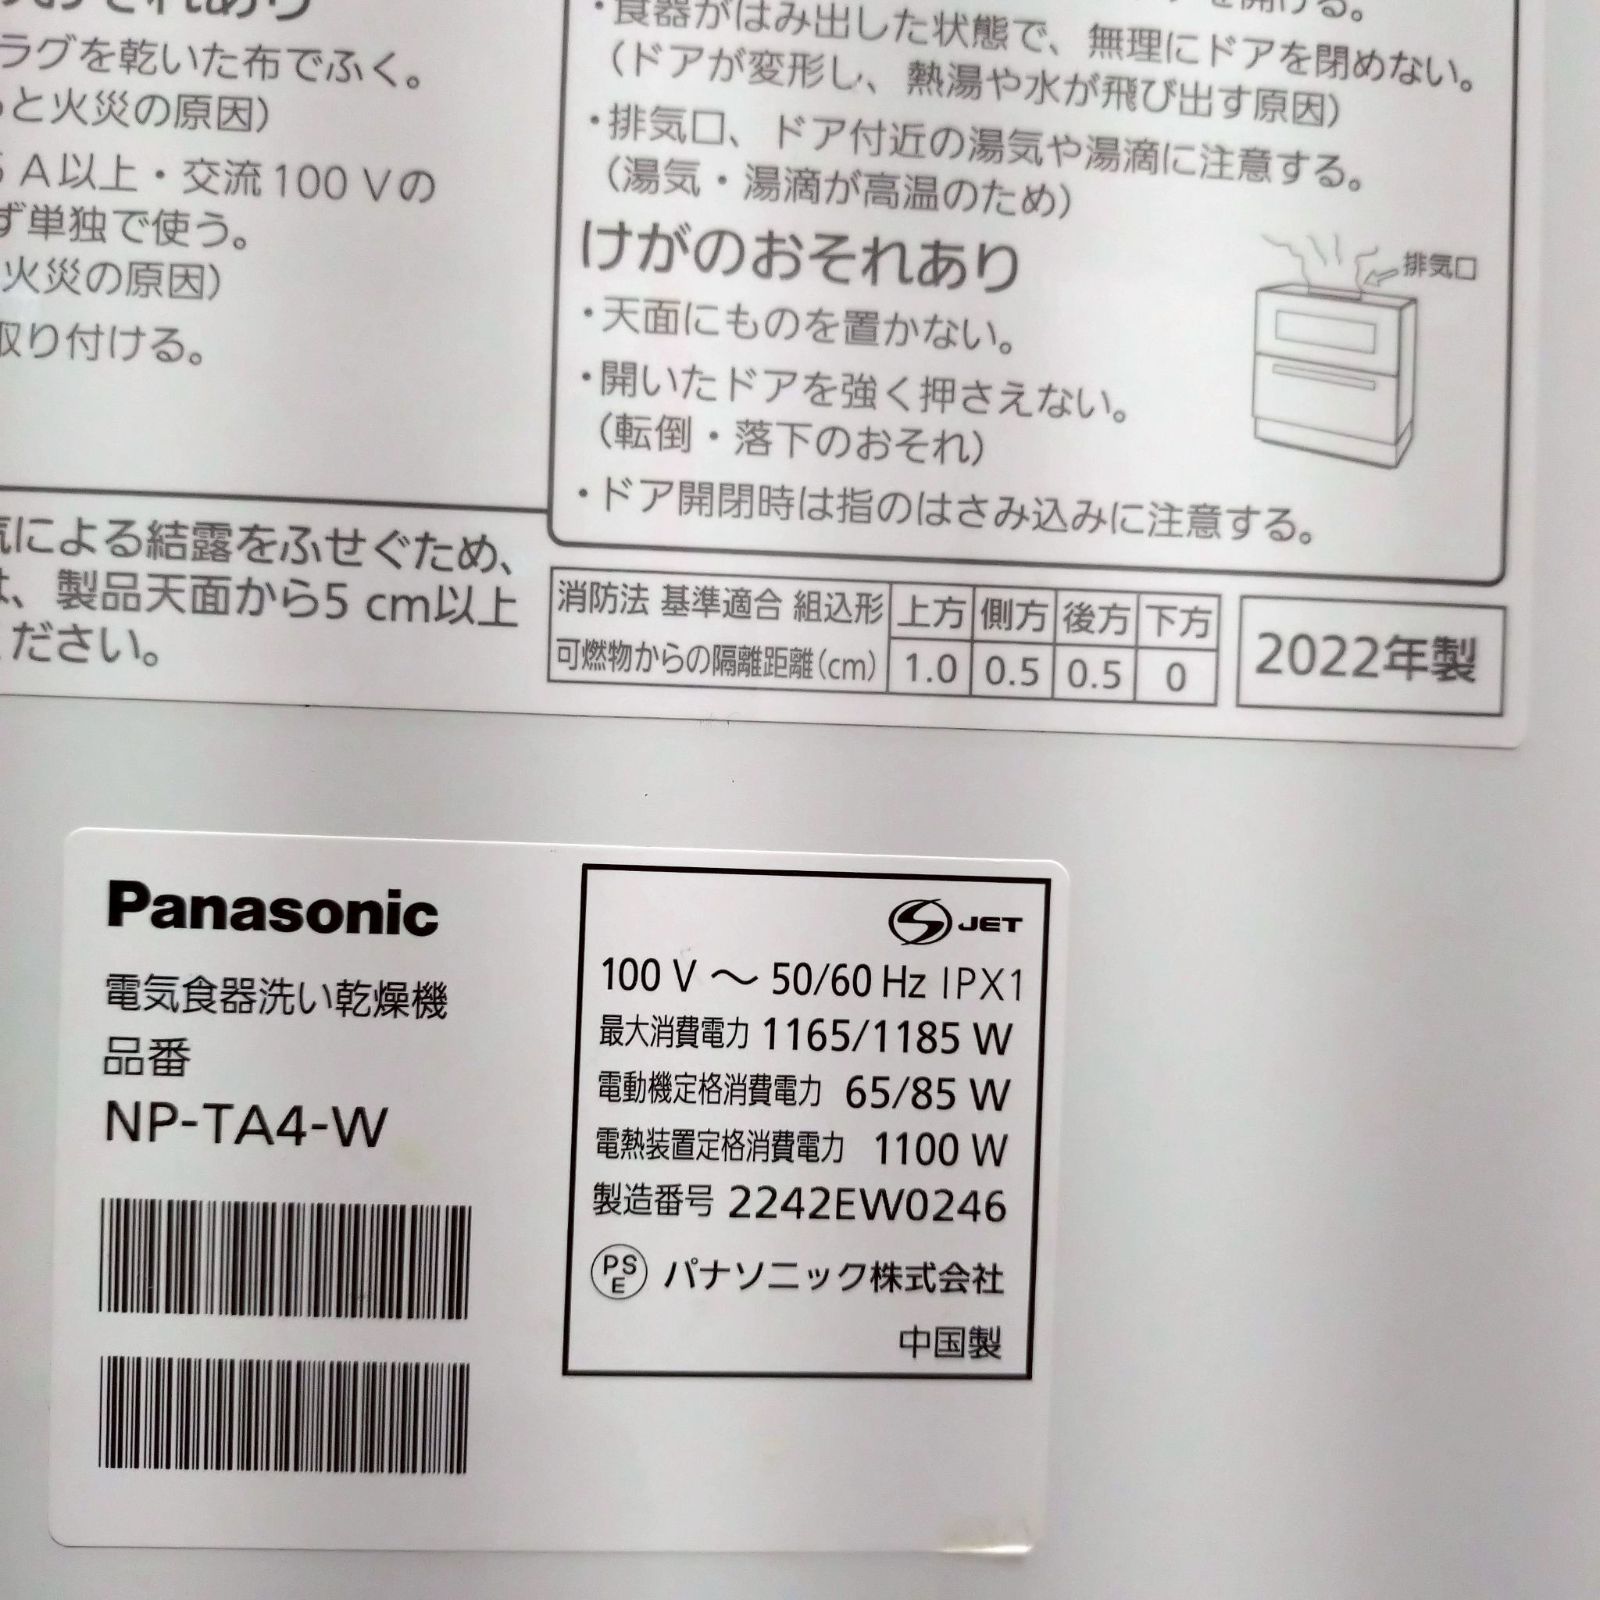 ラグを乾いた布でふく。
と火災の原因)
A以上・交流100 Vの
ず単独で使う。
火災の原因)
取り付ける。
気による結露をふせぐため、
は、製品天面から5 cm以上
ください。
・食器がはみ出した状態で、無理にドアを閉めない。
(ドアが変形し、熱湯や水が飛び出す原因)
・排気口、ドア付近の湯気や湯滴に注意する。
(湯気・湯滴が高温のため)
けがのおそれあり
・天面にものを置かない。
・開いたドアを強く押さえない。
(転倒・落下のおそれ)
・ドア開閉時は指のはさみ込みに注意する。
排気口
消防法 基準適合 組込形 上方 側方 後方 下方
可燃物からの隔離距離(cm) 1.0 0.5 0.5 0
2022年製
Panasonic
電気食器洗い乾燥機
品番
NP-TA4-W
JET
100 V ～ 50/60 Hz IPX1
最大消費電力 1165/1185 W
電動機定格消費電力 65/85 W
電熱装置定格消費電力 1100 W
製造番号 2242EW0246
PS
E パナソニック株式会社
中国製